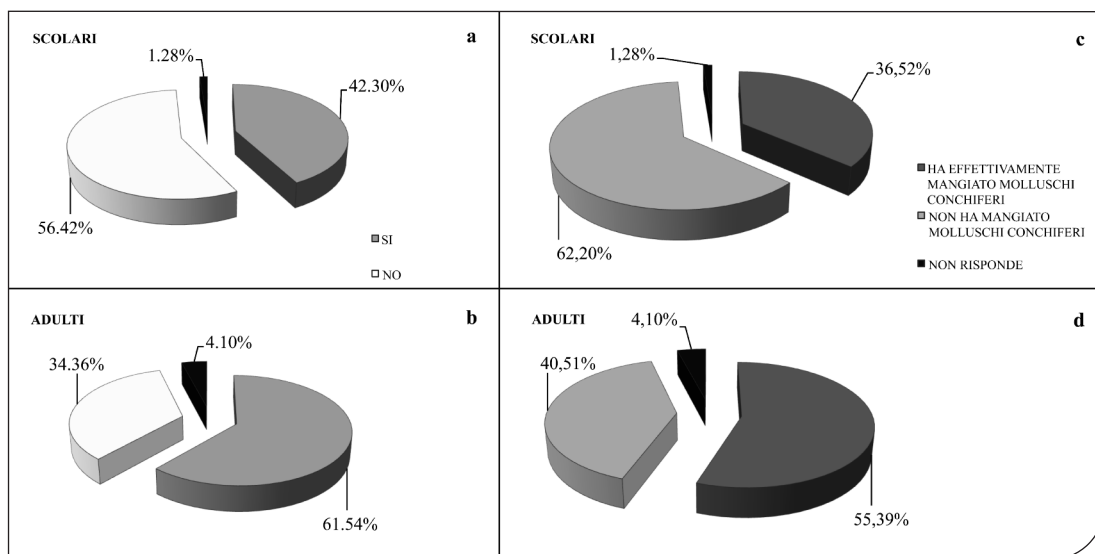 SCOLARI
a
1.28%
42.30%
56.42%
SI
NO
SCOLARI
c
1,28%
36,52%
62,20%
HA EFFETTIVAMENTE
MANGIATO MOLLUSCHI
CONCHIFERI
NON HA MANGIATO
MOLLUSCHI CONCHIFERI
NON RISPONDE
ADULTI
b
4.10%
34.36%
61.54%
ADULTI
d
4,10%
40,51%
55,39%